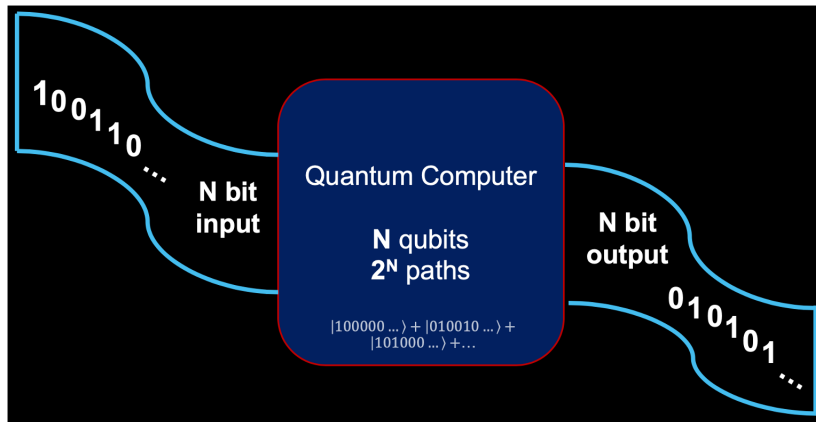 100110...
N bit
input
Quantum Computer
N qubits
2ᴺ paths
|100000 …⟩ + |010010 …⟩ +
|101000 …⟩ +…
N bit
output
010101...